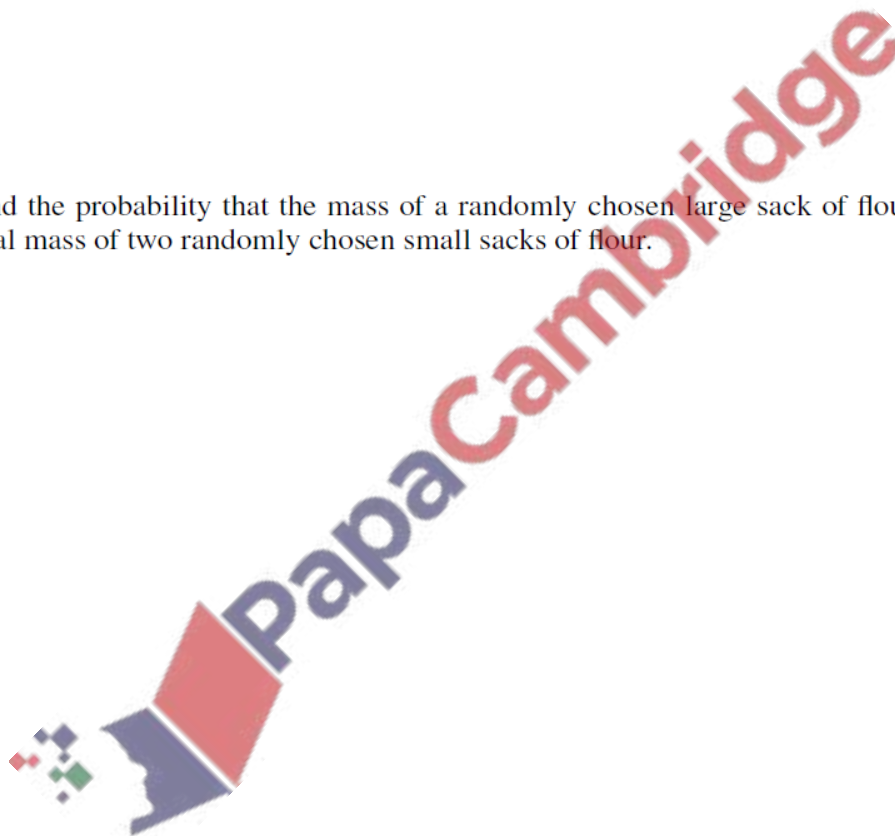 d the probability that the mass of a randomly chosen large sack of flou
al mass of two randomly chosen small sacks of flour.
PapaCambridge